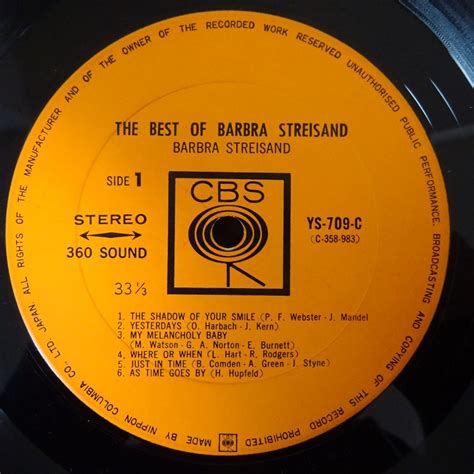 ALL RIGHTS OF THE MANUFACTURER AND OF THE OWNER OF THE RECORDED WORK RESERVED UNAUTHORISED PUBLIC PERFORMANCE, BROADCASTING AND COPYING OF THIS RECORD PROHIBITED
MADE BY NIPPON COLUMBIA CO., LTD. JAPAN.
THE BEST OF BARBRA STREISAND
BARBRA STREISAND
SIDE 1
CBS
STEREO
360 SOUND
YS-709-C
(C-358-983)
33 1/3
1. THE SHADOW OF YOUR SMILE (P. F. Webster - J. Mandel
2. YESTERDAYS (O. Harbach - J. Kern)
3. MY MELANCHOLY BABY
(M. Watson - G. A. Norton - E. Burnett)
4. WHERE OR WHEN (L. Hart - R. Rodgers)
5. JUST IN TIME (B. Comden - A. Green - J. Styne)
6. AS TIME GOES BY (H. Hupfeld)